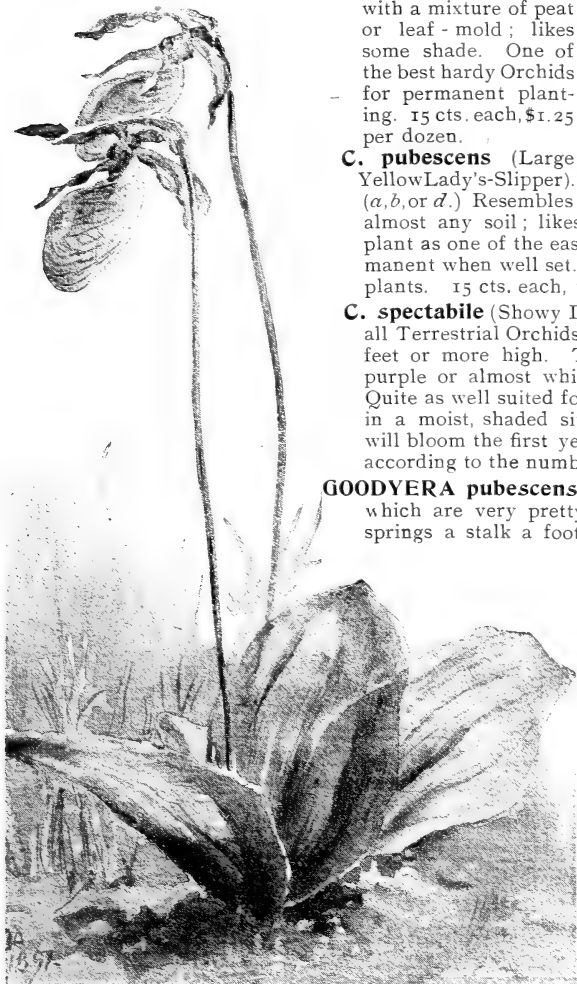 with a mixture of peat
or leaf - mold ; likes
some shade. One of
the best hardy Orchids
for permanent plant-
ing. 15 cts. each, $1.25
per dozen.
C. pubescens (Large
YellowLady's-Slipper).
(a, b, or d.) Resembles
almost any soil ; likes
plant as one of the eas
manent when well set.
plants. 15 cts. each,
C. spectabile (Showy
all Terrestrial Orchids
feet or more high.
purple or almost whi
Quite as well suited fo
in a moist, shaded si
will bloom the first ye
according to the numb
GOODYERA pubescens
which are very pretty
springs a stalk a foot